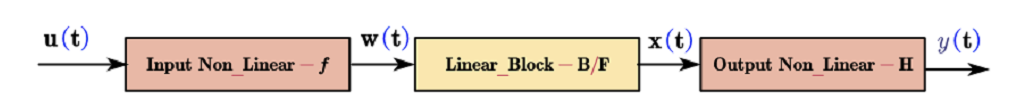 u(t) w(t) x(t) y(t)
Input Non_Linear – f Linear_Block – B/F Output Non_Linear – H